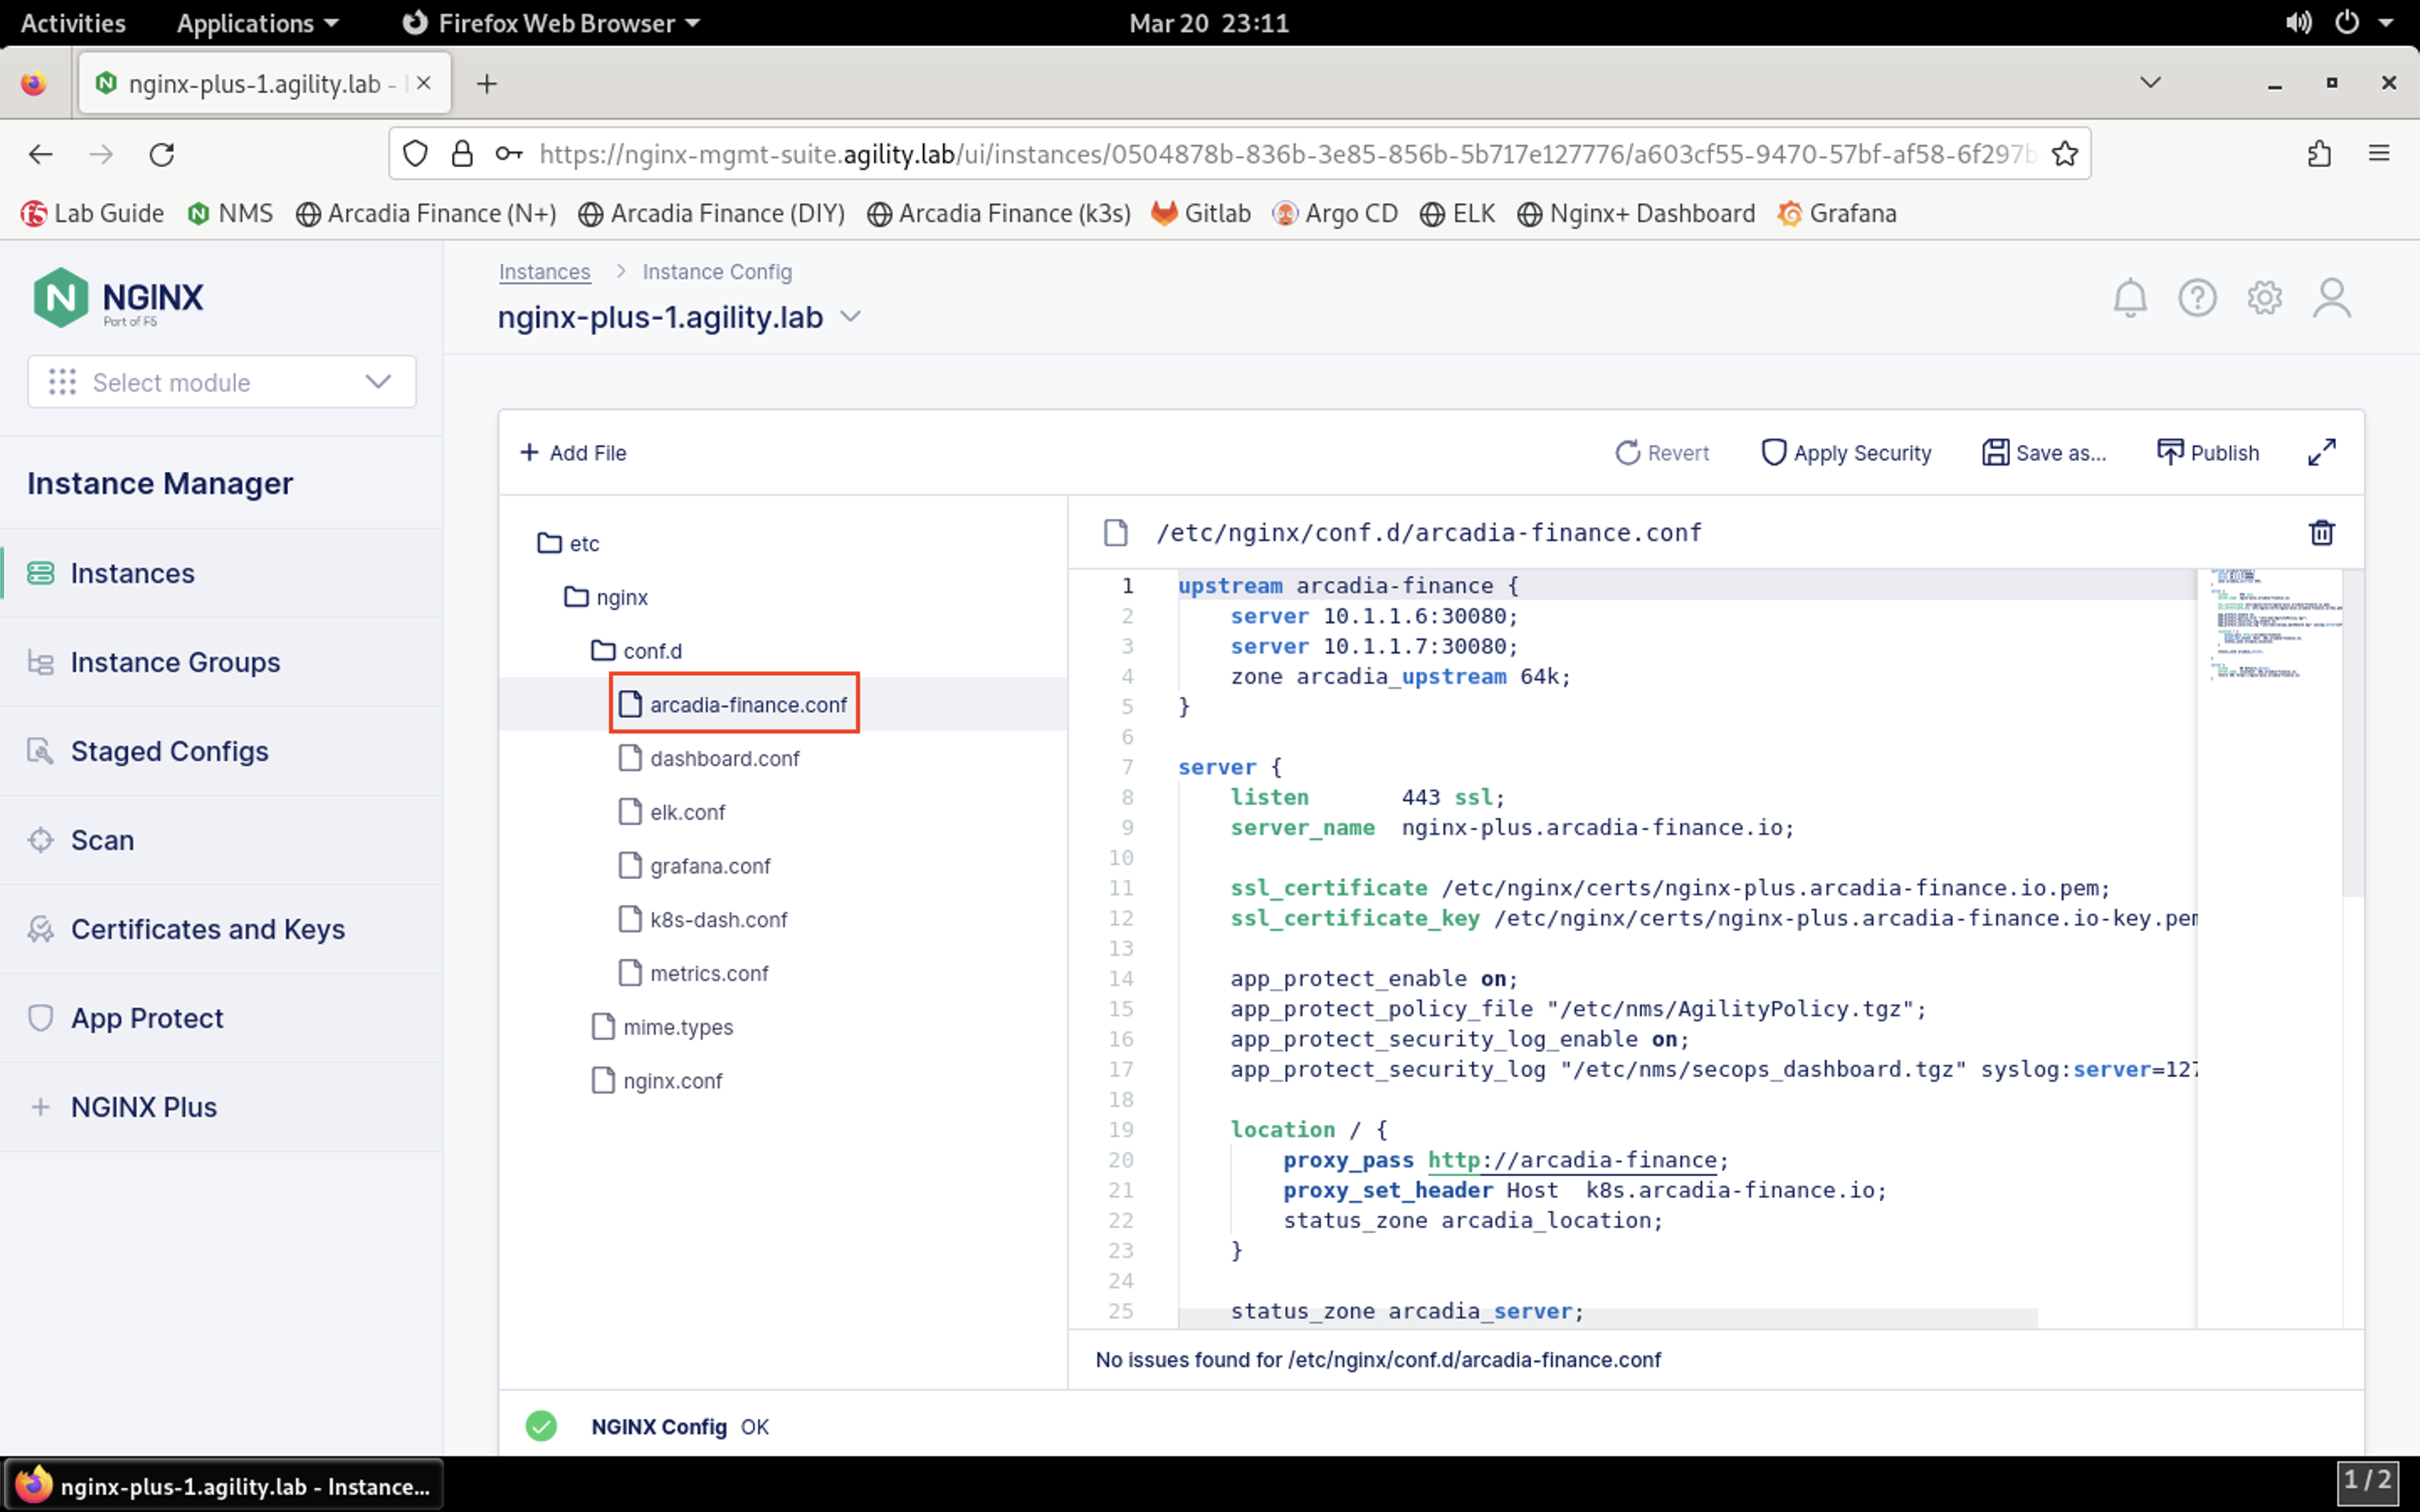 Activities Applications Firefox Web Browser Mar 20 23:11
nginx-plus-1.agility.lab -
https://nginx-mgmt-suite.agility.lab/ui/instances/0504878b-836b-3e85-856b-5b717e127776/a603cf55-9470-57bf-af58-6f297b
Lab Guide NMS Arcadia Finance (N+) Arcadia Finance (DIY) Arcadia Finance (k3s) Gitlab Argo CD ELK Nginx+ Dashboard Grafana
NGINX
Part of F5
Select module
Instance Manager
Instances
Instance Groups
Staged Configs
Scan
Certificates and Keys
App Protect
NGINX Plus
Instances > Instance Config
nginx-plus-1.agility.lab
+ Add File
Revert Apply Security Save as... Publish
etc
nginx
conf.d
arcadia-finance.conf
dashboard.conf
elk.conf
grafana.conf
k8s-dash.conf
metrics.conf
mime.types
nginx.conf
/etc/nginx/conf.d/arcadia-finance.conf
1 upstream arcadia-finance {
2 server 10.1.1.6:30080;
3 server 10.1.1.7:30080;
4 zone arcadia_upstream 64k;
5 }
6
7 server {
8 listen 443 ssl;
9 server_name nginx-plus.arcadia-finance.io;
10
11 ssl_certificate /etc/nginx/certs/nginx-plus.arcadia-finance.io.pem;
12 ssl_certificate_key /etc/nginx/certs/nginx-plus.arcadia-finance.io-key.pem
13
14 app_protect_enable on;
15 app_protect_policy_file "/etc/nms/AgilityPolicy.tgz";
16 app_protect_security_log_enable on;
17 app_protect_security_log "/etc/nms/secops_dashboard.tgz" syslog:server=127
18
19 location / {
20 proxy_pass http://arcadia-finance;
21 proxy_set_header Host k8s.arcadia-finance.io;
22 status_zone arcadia_location;
23 }
24
25 status_zone arcadia_server;
No issues found for /etc/nginx/conf.d/arcadia-finance.conf
NGINX Config OK
nginx-plus-1.agility.lab - Instance...
1 / 2